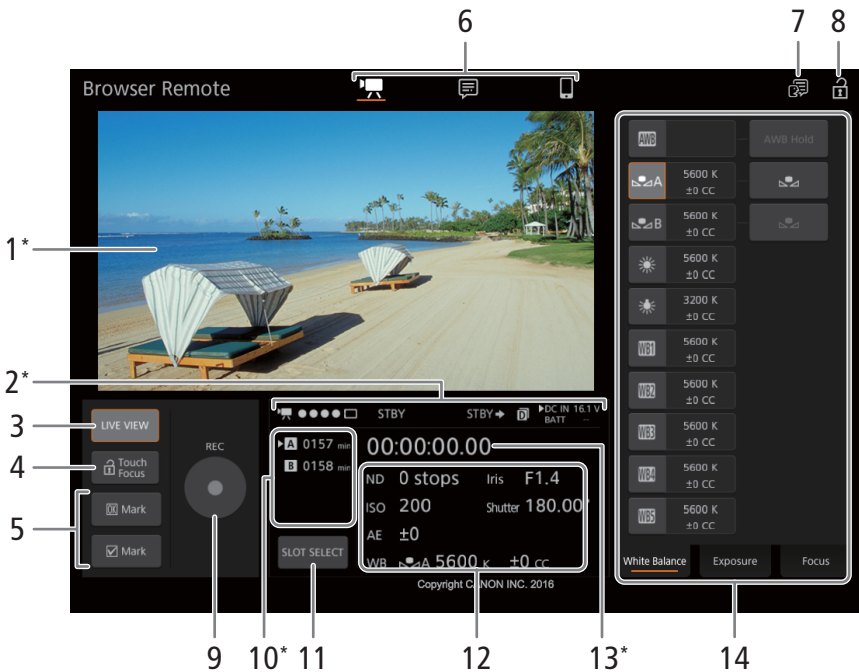 6 7 8
Browser Remote
AWB AWB Hold
1*
A 5600 K
±0 CC
B 5600 K
±0 CC
5600 K
±0 CC
3200 K
±0 CC
2*
WB1 5600 K
±0 CC
WB2 5600 K
±0 CC
WB3 5600 K
±0 CC
WB4 5600 K
±0 CC
WB5 5600 K
±0 CC
White Balance Exposure Focus
STBY STBY D DC IN 16.1 V
BATT --
3 LIVE VIEW
4 Touch
Focus
5 OK Mark
Mark
REC
A 0157 min
B 0158 min
00:00:00.00
ND 0 stops Iris F1.4
ISO 200 Shutter 180.00°
AE ±0
WB A 5600 K ±0 CC
SLOT SELECT
Copyright CANON INC. 2016
9 10* 11 12 13* 14